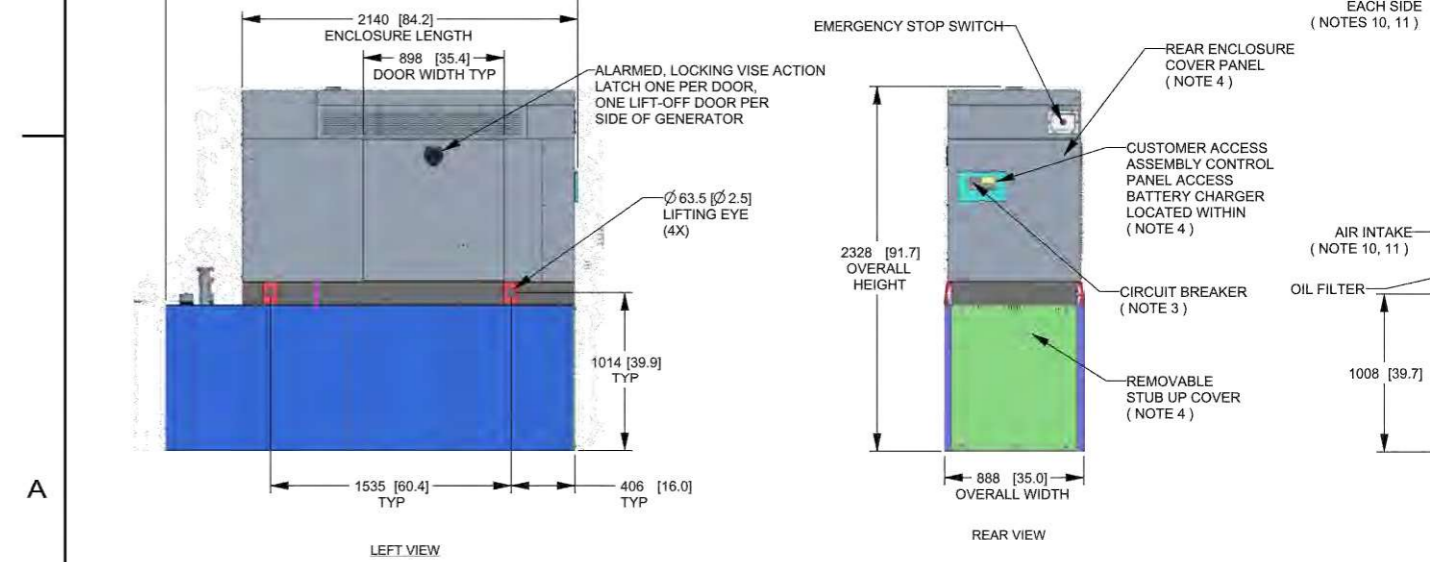 2140 [84.2]
ENCLOSURE LENGTH
898 [35.4]
DOOR WIDTH TYP
ALARMED, LOCKING VISE ACTION
LATCH ONE PER DOOR,
ONE LIFT-OFF DOOR PER
SIDE OF GENERATOR
Ø 63.5 [Ø 2.5]
LIFTING EYE
(4X)
1014 [39.9]
TYP
1535 [60.4]
TYP
406 [16.0]
TYP
LEFT VIEW
A
EMERGENCY STOP SWITCH
REAR ENCLOSURE
COVER PANEL
( NOTE 4 )
CUSTOMER ACCESS
ASSEMBLY CONTROL
PANEL ACCESS
BATTERY CHARGER
LOCATED WITHIN
( NOTE 4 )
2328 [91.7]
OVERALL
HEIGHT
CIRCUIT BREAKER
( NOTE 3 )
REMOVABLE
STUB UP COVER
( NOTE 4 )
888 [35.0]
OVERALL WIDTH
REAR VIEW
EACH SIDE
( NOTES 10, 11 )
AIR INTAKE
( NOTE 10, 11 )
OIL FILTER
1008 [39.7]